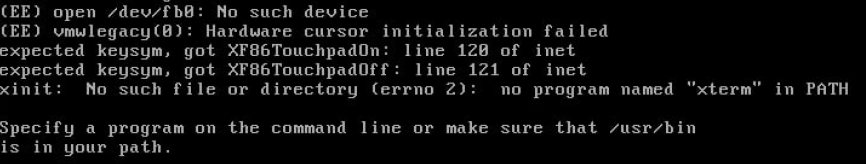 (EE) open /dev/fb0: No such device
(EE) vmwlegacy(0): Hardware cursor initialization failed
expected keysym, got XF86TouchpadOn: line 120 of inet
expected keysym, got XF86TouchpadOff: line 121 of inet
xinit:  No such file or directory (errno 2):  no program named "xterm" in PATH

Specify a program on the command line or make sure that /usr/bin
is in your path.